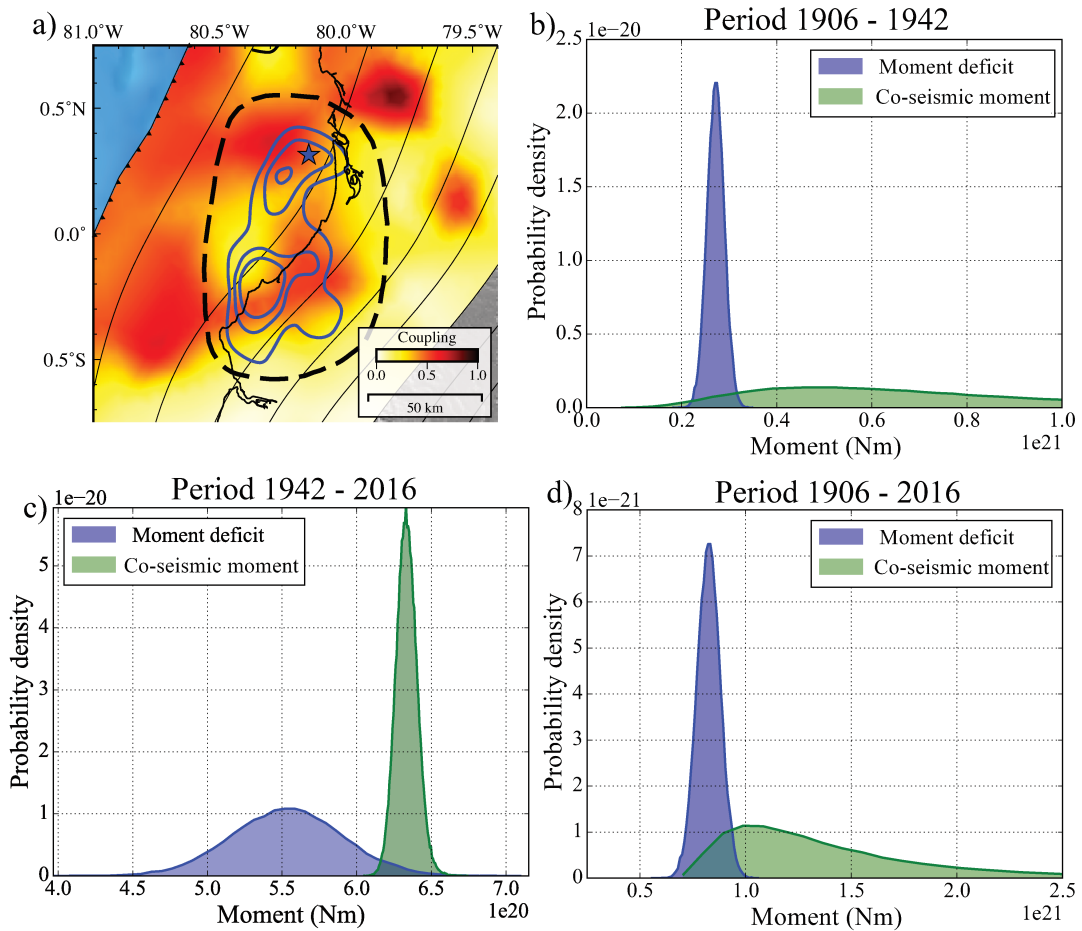 a)
81.0°W 80.5°W 80.0°W 79.5°W
0.5°N
0.0°
0.5°S
Coupling
0.0 0.5 1.0
50 km
b)
Period 1906 - 1942
1e−20
2.5
2.0
1.5
1.0
0.5
0.0
Probability density
Moment deficit
Co-seismic moment
0.0 0.2 0.4 0.6 0.8 1.0
Moment (Nm)
1e21
c)
Period 1942 - 2016
1e−20
5
4
3
2
1
0
Probability density
Moment deficit
Co-seismic moment
4.0 4.5 5.0 5.5 6.0 6.5 7.0
Moment (Nm)
1e20
d)
Period 1906 - 2016
1e−21
8
7
6
5
4
3
2
1
0
Probability density
Moment deficit
Co-seismic moment
0.5 1.0 1.5 2.0 2.5
Moment (Nm)
1e21